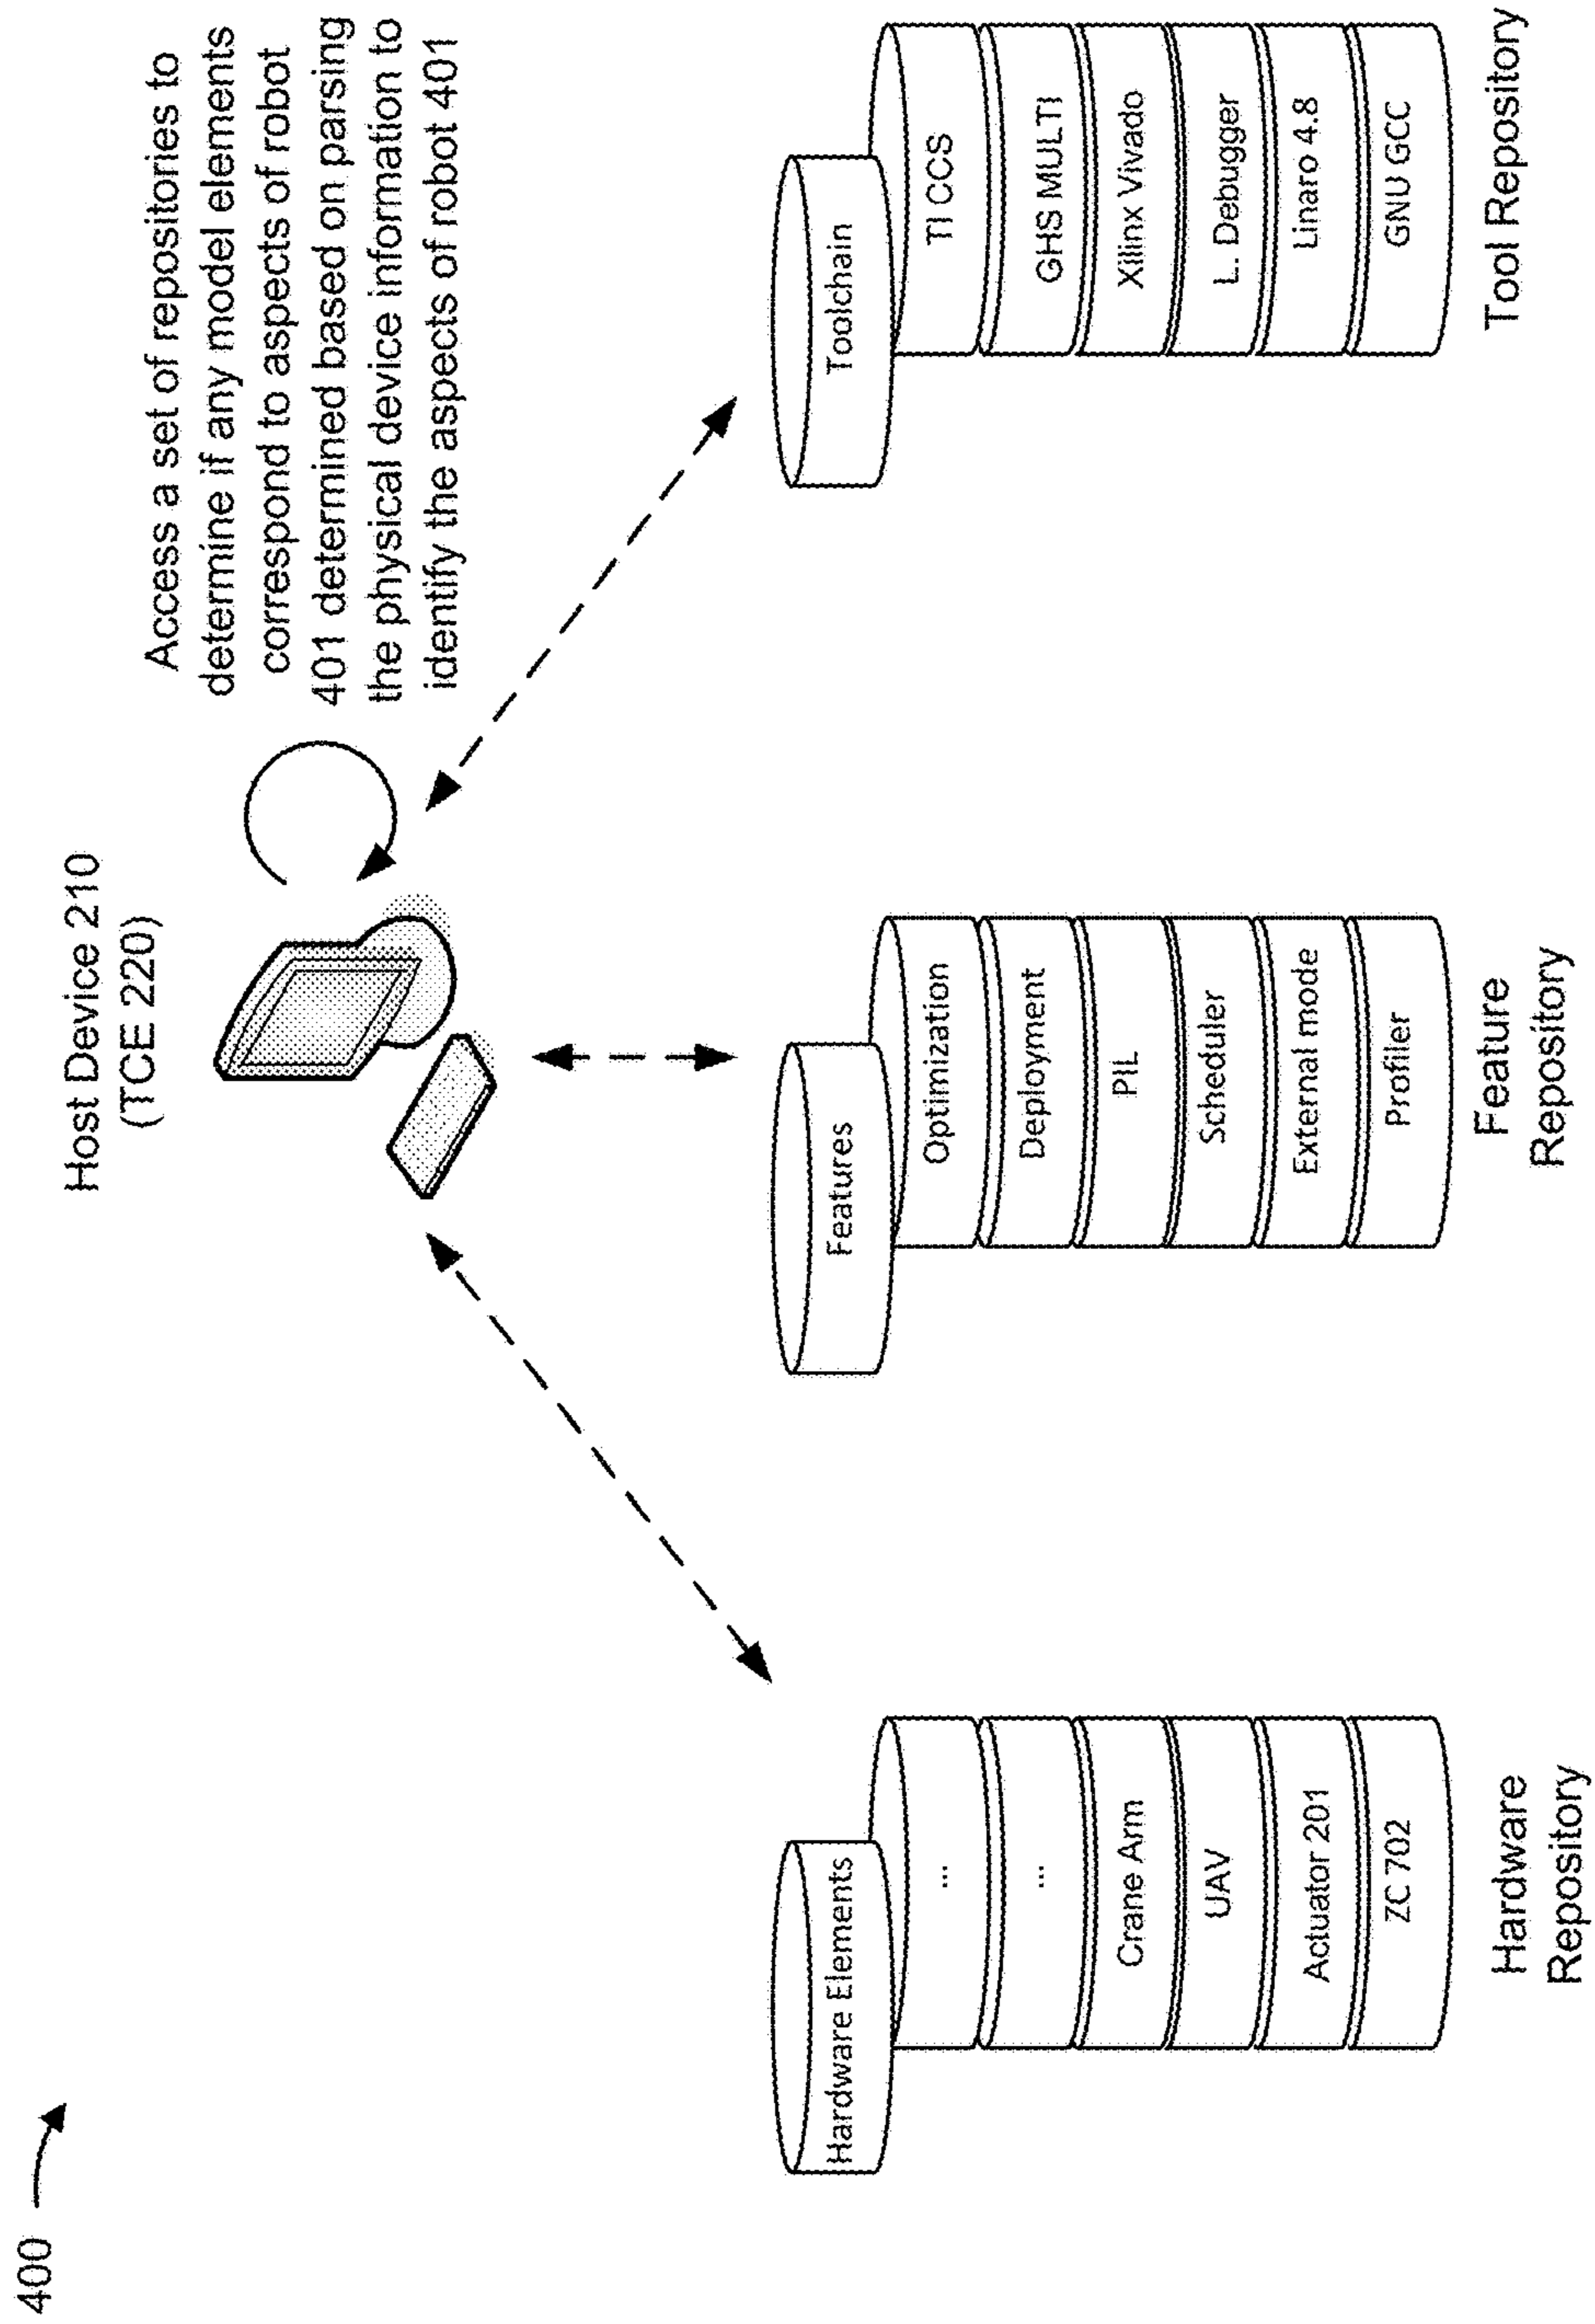 400
Host Device 210
(TCE 220)
Access a set of repositories to
determine if any model elements
correspond to aspects of robot
401 determined based on parsing
the physical device information to
identify the aspects of robot 401
Hardware Elements
...
...
Crane Arm
UAV
Actuator 201
ZC 702
Hardware
Repository
Features
Optimization
Deployment
PIL
Scheduler
External mode
Profiler
Feature
Repository
Toolchain
TI CCS
GHS MULTI
Xilinx Vivado
L. Debugger
Linaro 4.8
GNU GCC
Tool Repository